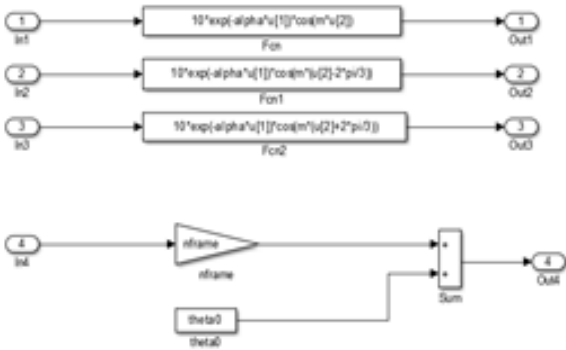 1
In1
10*exp(-alpha*u[1])*cos(m*u[2])
Fcn
1
Out1
2
In2
10*exp(-alpha*u[1])*cos(m*(u[2]-2*pi/3))
Fcn1
2
Out2
3
In3
10*exp(-alpha*u[1])*cos(m*(u[2]+2*pi/3))
Fcn2
3
Out3
4
In4
nframe
nframe
+
+
Sum
4
Out4
theta0
theta0